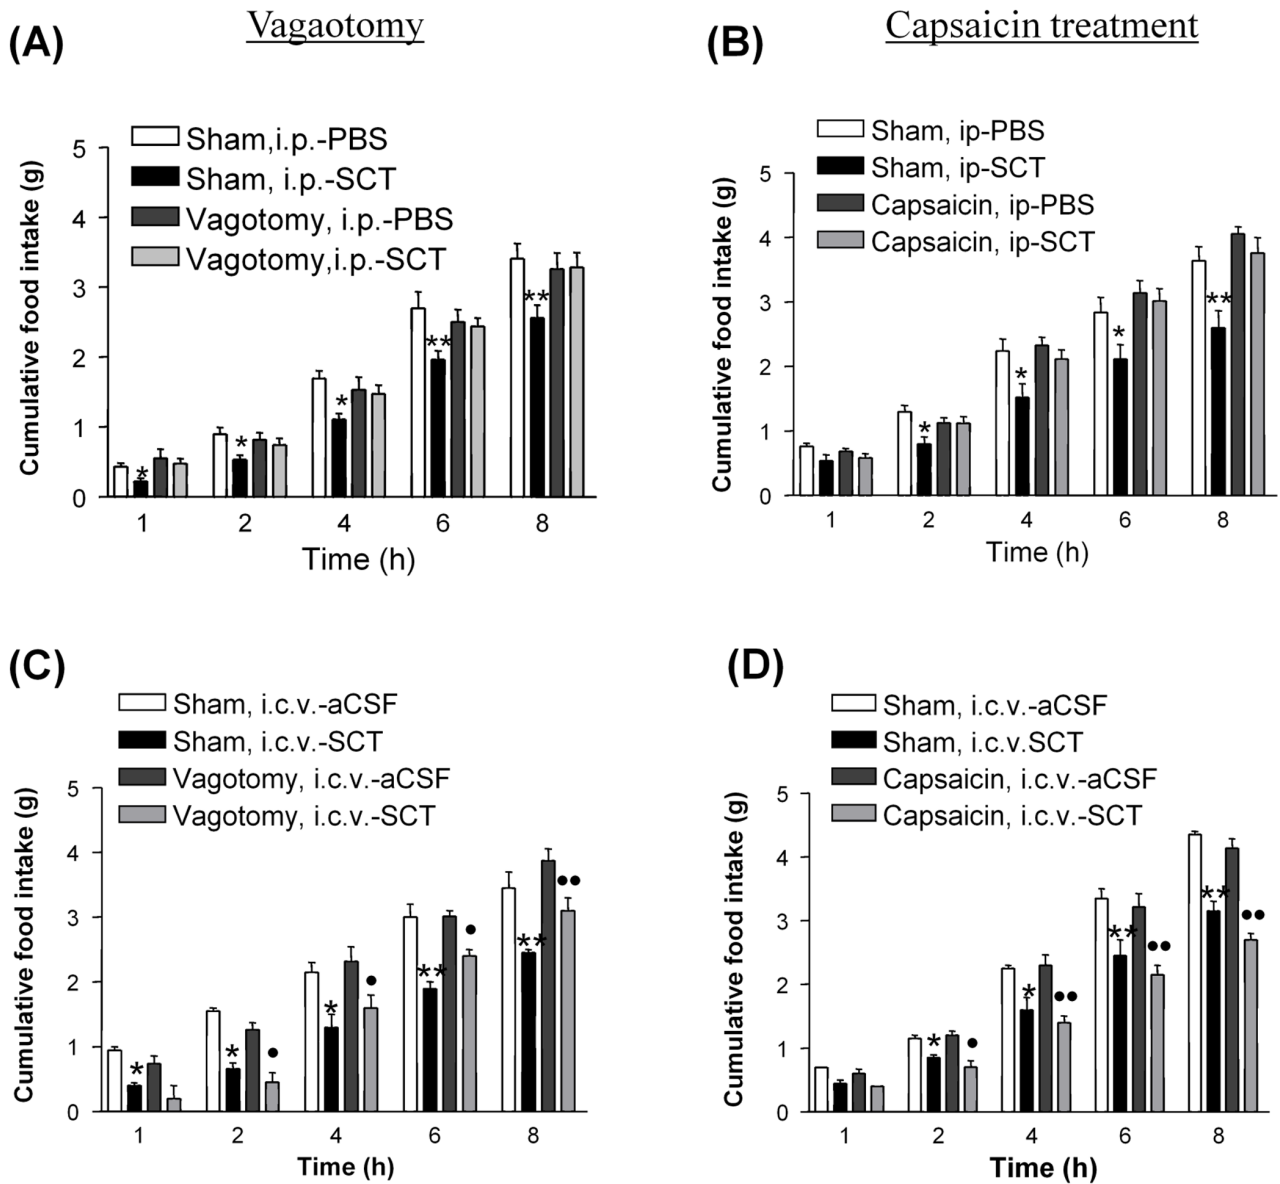 (A)
Vagaotomy
Sham,i.p.-PBS
Sham, i.p.-SCT
Vagotomy, i.p.-PBS
Vagotomy,i.p.-SCT
Cumulative food intake (g)
5
4
3
2
1
0
**
**
*
*
*
1 2 4 6 8
Time (h)
(B)
Capsaicin treatment
Sham, ip-PBS
Sham, ip-SCT
Capsaicin, ip-PBS
Capsaicin, ip-SCT
Cumulative food intake (g)
5
4
3
2
1
0
**
*
*
*
1 2 4 6 8
Time (h)
(C)
Sham, i.c.v.-aCSF
Sham, i.c.v.-SCT
Vagotomy, i.c.v.-aCSF
Vagotomy, i.c.v.-SCT
Cumulative food intake (g)
5
4
3
2
1
0
●●
●
**
**
●
*
*
●
*
1 2 4 6 8
Time (h)
(D)
Sham, i.c.v.-aCSF
Sham, i.c.v.SCT
Capsaicin, i.c.v.-aCSF
Capsaicin, i.c.v.-SCT
Cumulative food intake (g)
5
4
3
2
1
0
**
●●
**
●●
*
●●
*
●
1 2 4 6 8
Time (h)